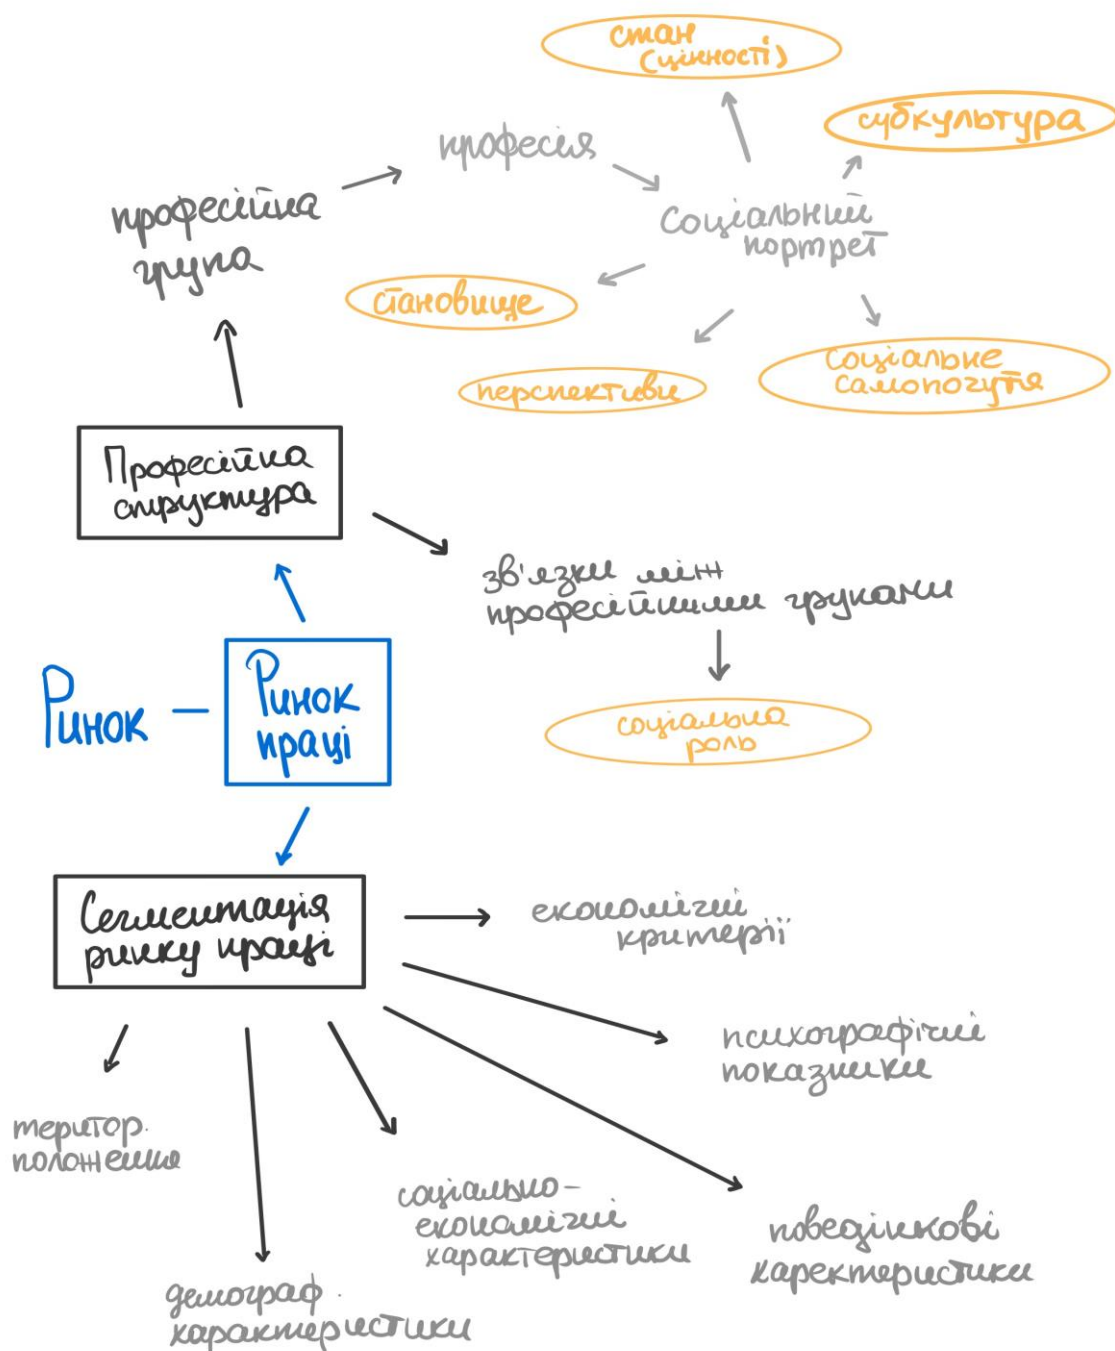 стан
(цінності)
субкультура
професія
Соціальний
портрет
професійна
група
становище
перспективи
соціальне
самопочуття
Професійна
структура
зв'язки між
професійними групами
соціальна
роль
Ринок
Ринок
праці
Сегментація
ринку праці
економічні
критерії
психографічні
показники
територ.
положення
соціально-
економічні
характеристики
поведінкові
характеристики
демограф.
характеристики